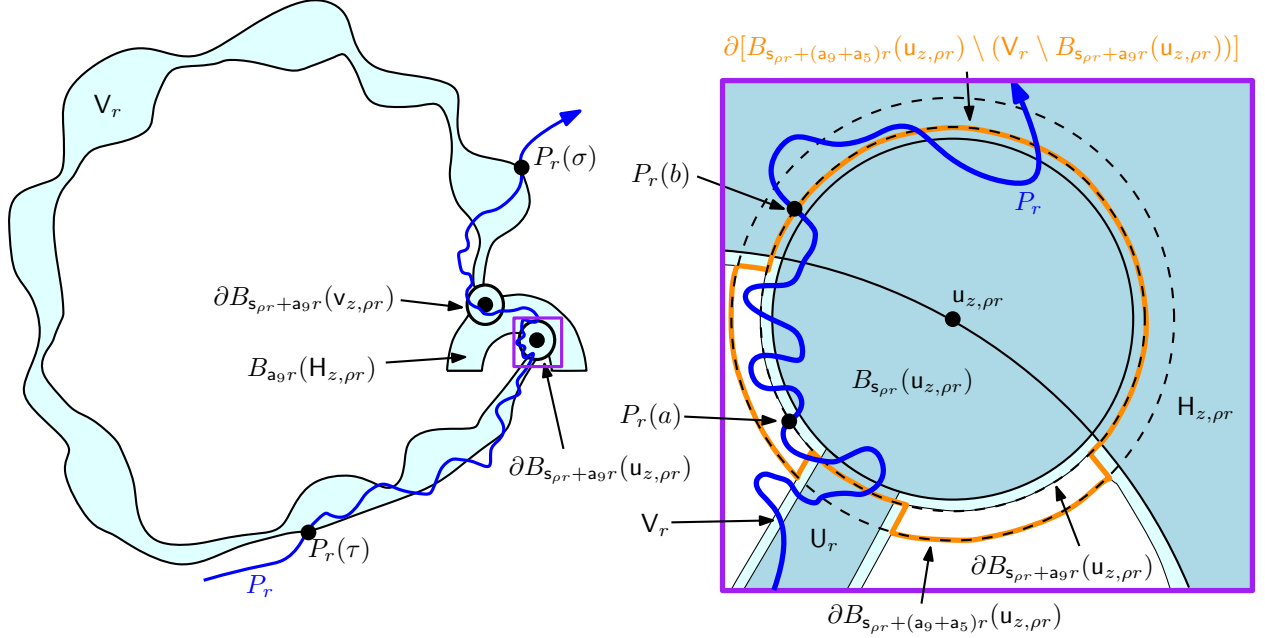 V_r
P_r(σ)
∂B_{s_{ρr}+a_9r}(v_{z,ρr})
B_{a_9r}(H_{z,ρr})
∂B_{s_{ρr}+a_9r}(u_{z,ρr})
P_r(τ)
P_r
∂[B_{s_{ρr}+(a_9+a_5)r}(u_{z,ρr}) \ (V_r \ B_{s_{ρr}+a_9r}(u_{z,ρr}))]
P_r(b)
P_r
u_{z,ρr}
B_{s_{ρr}}(u_{z,ρr})
H_{z,ρr}
P_r(a)
V_r
U_r
∂B_{s_{ρr}+a_9r}(u_{z,ρr})
∂B_{s_{ρr}+(a_9+a_5)r}(u_{z,ρr})